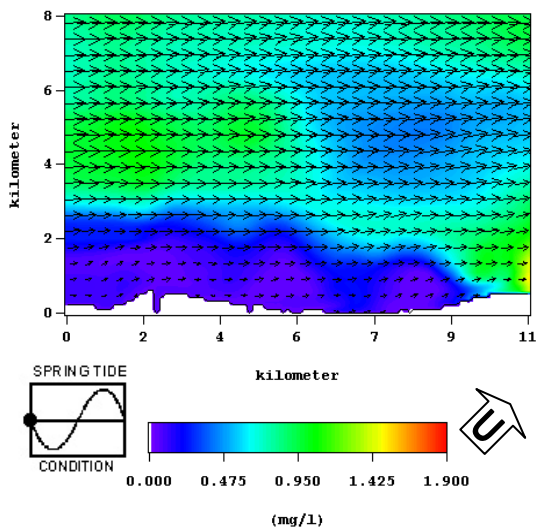 8
6
4
2
0
kilometer
0 2 4 6 7 9 11
kilometer
SPRING TIDE
CONDITION
0.000 0.475 0.950 1.425 1.900
(mg/l)
U